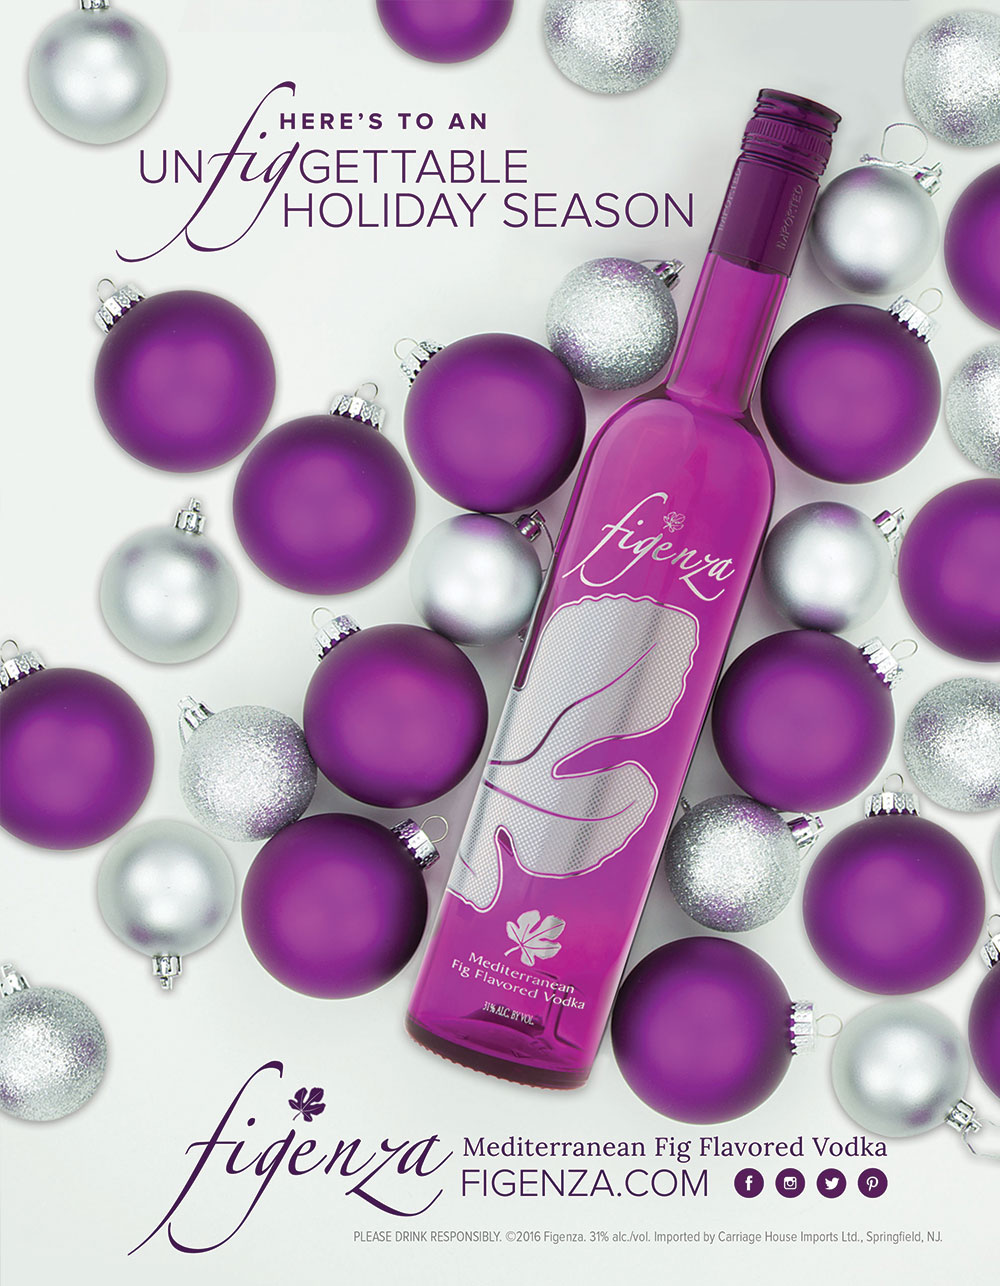 HERE'S TO AN
UNfigGETTABLE
HOLIDAY SEASON
IMPORTED
IMPORTED
figenza
Mediterranean
Fig Flavored Vodka
31% ALC. BY VOL.
figenza
Mediterranean Fig Flavored Vodka
FIGENZA.COM
PLEASE DRINK RESPONSIBLY. ©2016 Figenza. 31% alc./vol. Imported by Carriage House Imports Ltd., Springfield, NJ.